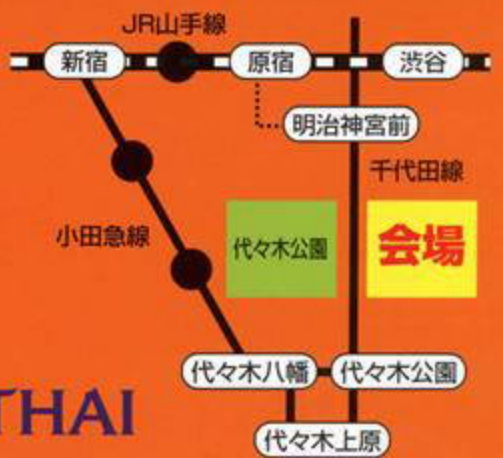 JR山手線
新宿
原宿
渋谷
明治神宮前
千代田線
小田急線
代々木公園
会場
代々木八幡
代々木公園
THAI
代々木上原